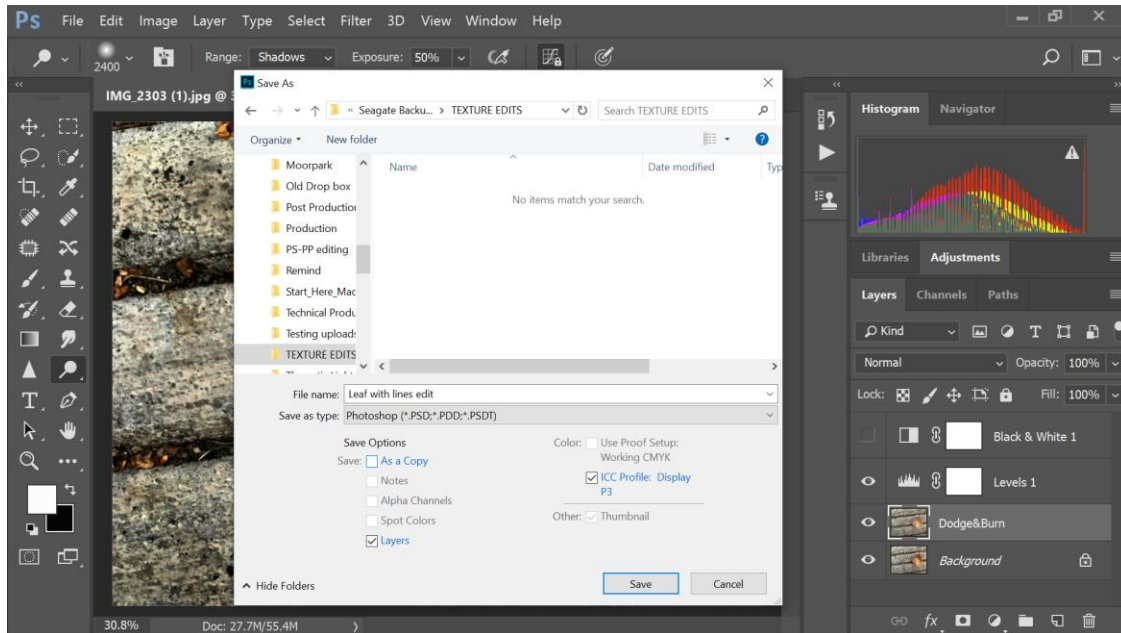 Ps File Edit Image Layer Type Select Filter 3D View Window Help
2400 Range: Shadows Exposure: 50%
IMG_2303 (1).jpg @ 3
Save As
« Seagate Backu... > TEXTURE EDITS
Search TEXTURE EDITS
Organize New folder
Moorpark
Old Drop box
Post Production
Production
PS-PP editing
Remind
Start_Here_Mac
Technical Produ
Testing uploads
TEXTURE EDITS
Name Date modified Typ
No items match your search.
File name: Leaf with lines edit
Save as type: Photoshop (*.PSD;*.PDD;*.PSDT)
Save Options
Save: As a Copy
Notes
Alpha Channels
Spot Colors
Layers
Color: Use Proof Setup:
Working CMYK
ICC Profile: Display
P3
Other: Thumbnail
Hide Folders
Save Cancel
30.8% Doc: 27.7M/55.4M
Histogram Navigator
Libraries Adjustments
Layers Channels Paths
Kind
Normal Opacity: 100%
Lock: Fill: 100%
Black & White 1
Levels 1
Dodge&Burn
Background
fx